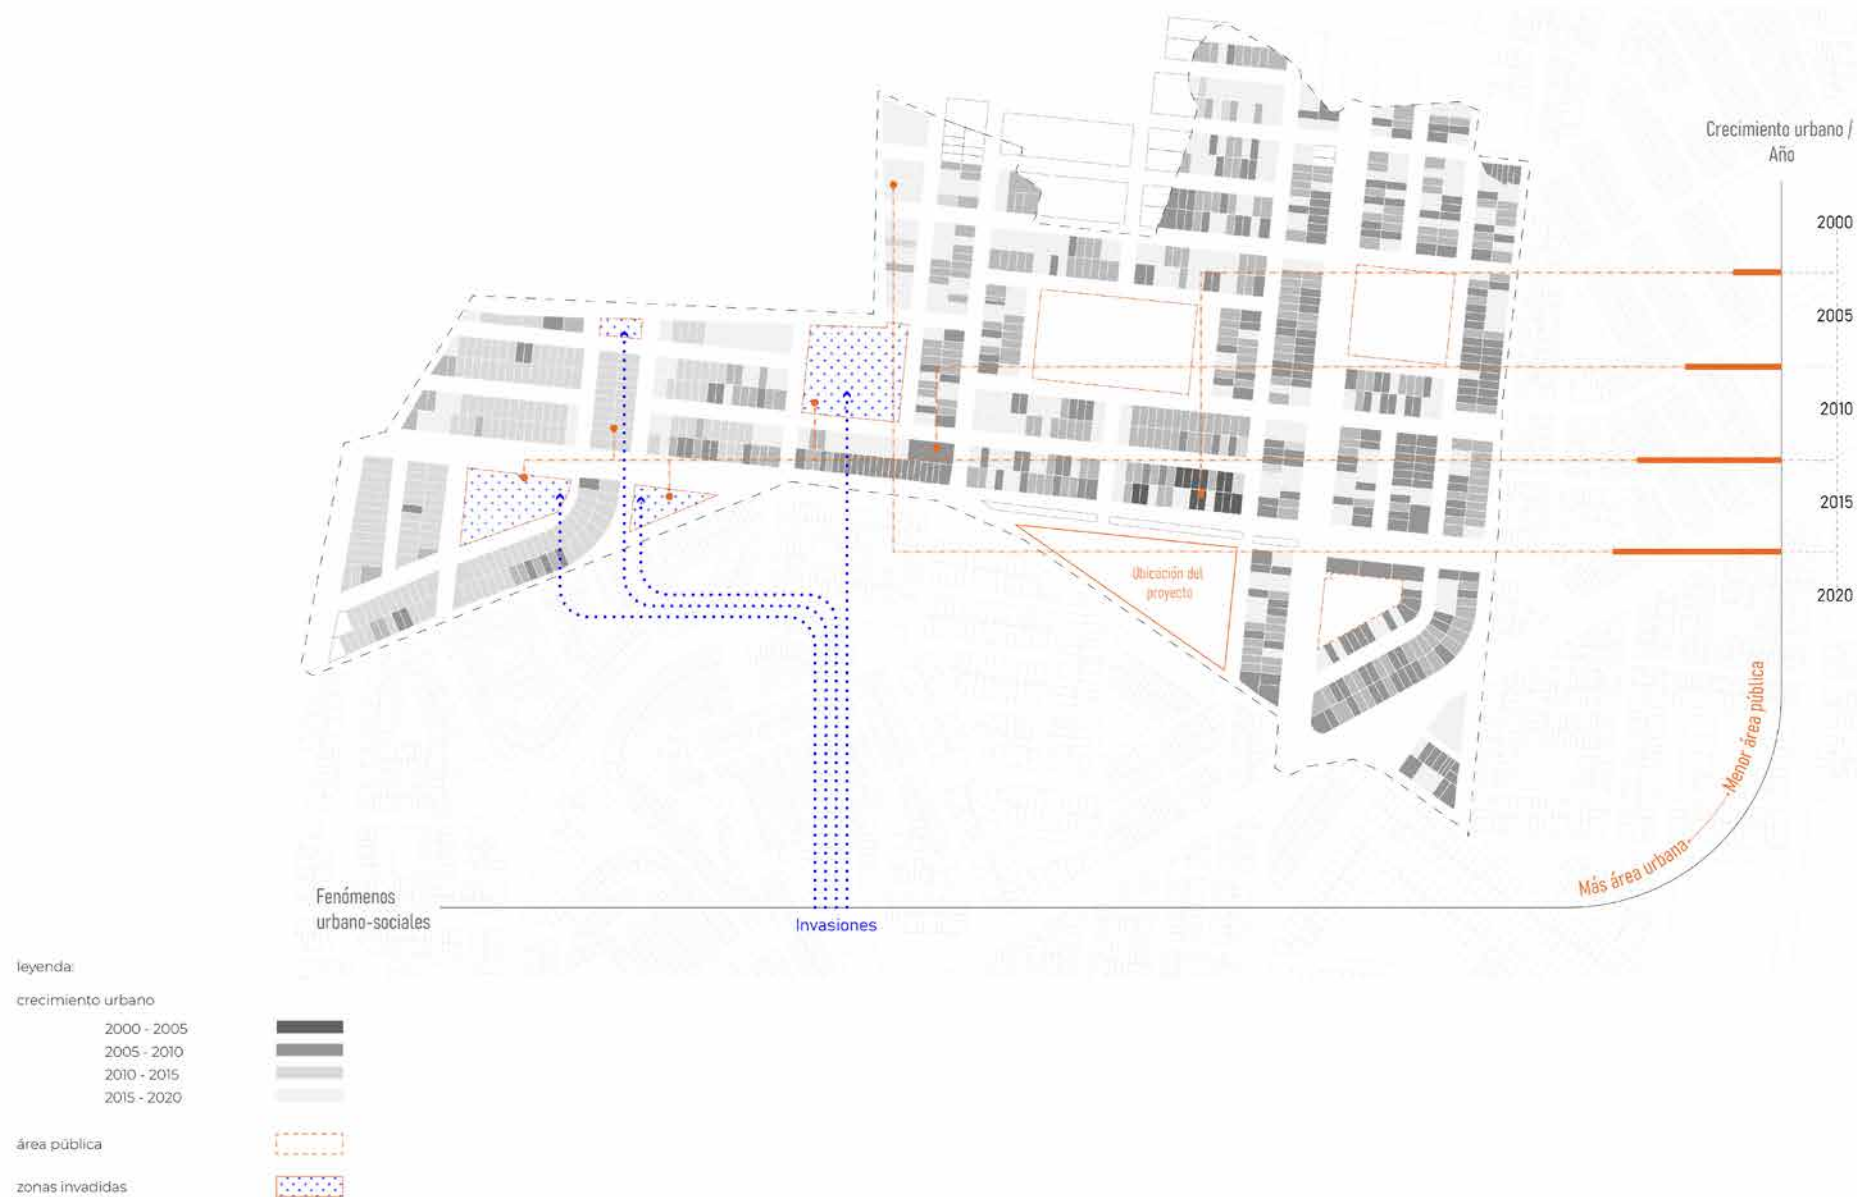 Crecimiento urbano /
Año
2000
2005
2010
2015
2020
Ubicación del
proyecto
-Menor área pública
Más área urbana-
Fenómenos
urbano-sociales
Invasiones
leyenda:
crecimiento urbano
2000 - 2005
2005 - 2010
2010 - 2015
2015 - 2020
área pública
zonas invadidas